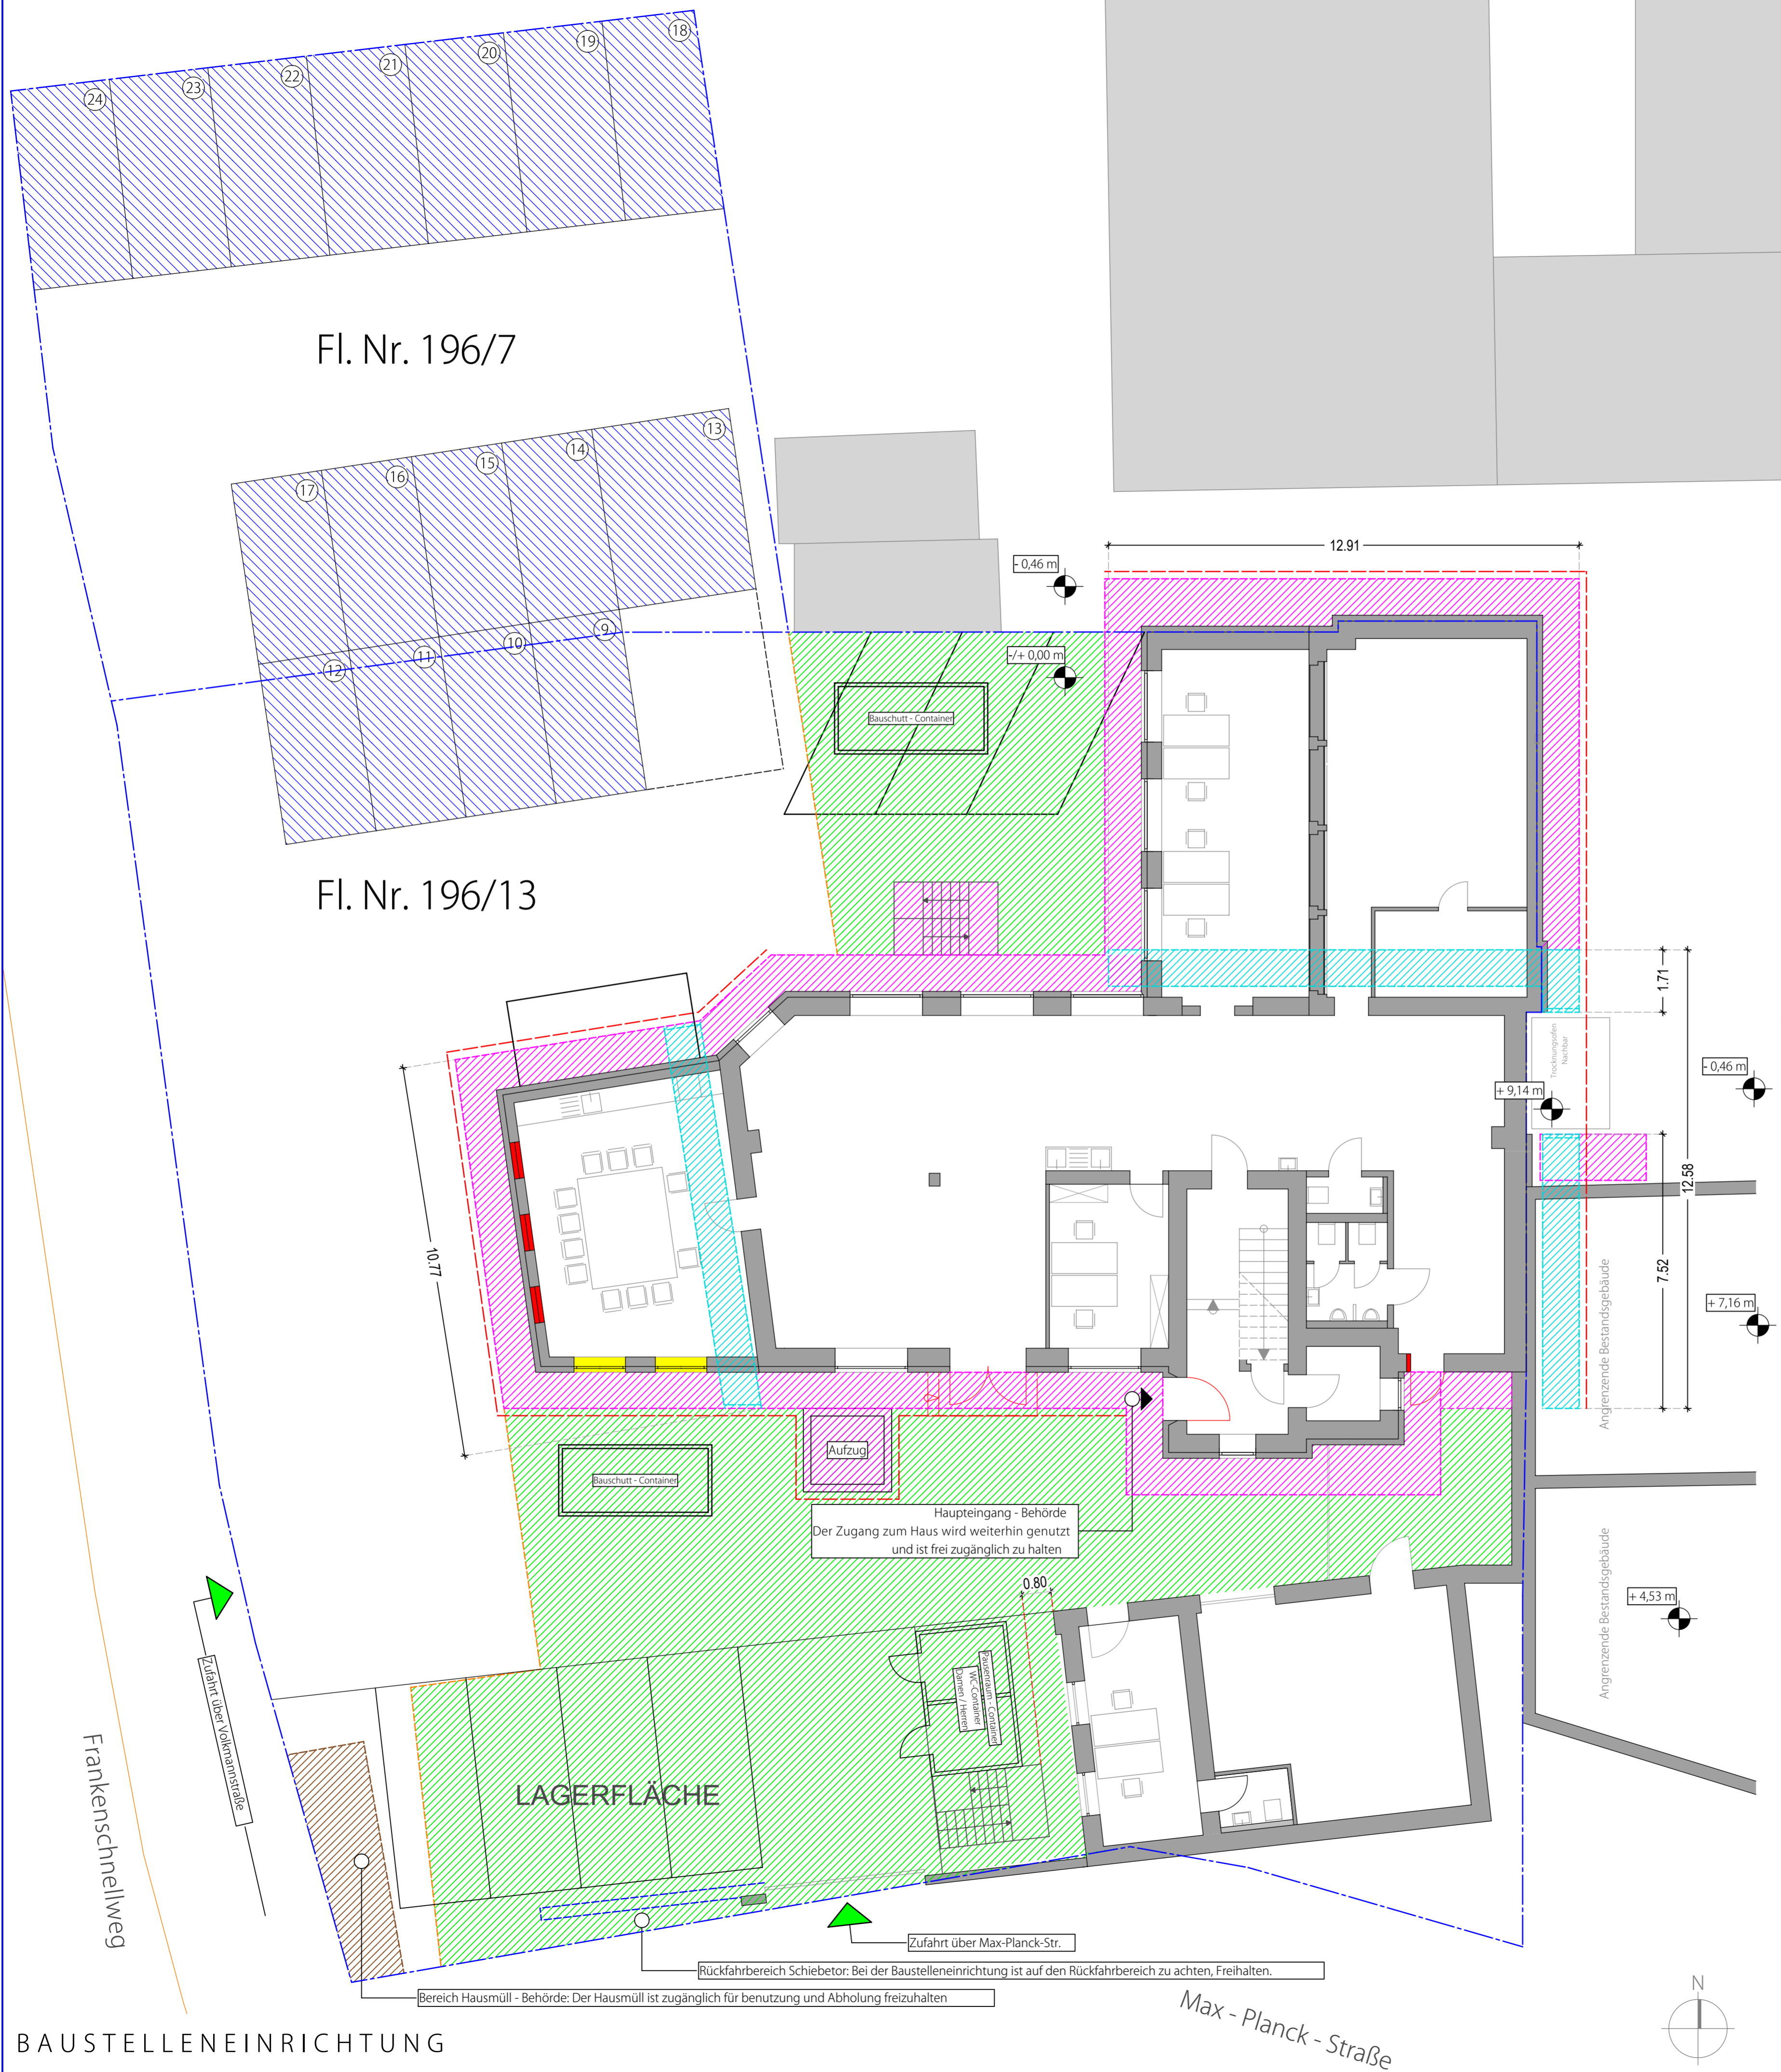 18
19
20
21
22
23
24
Fl. Nr. 196/7
13
14
15
16
17
9
10
11
12
Fl. Nr. 196/13
12.91
- 0,46 m
-/+ 0,00 m
Bauschutt - Container
1.71
12.58
7.52
Trocknungsofen
Nachbar
+ 9,14 m
- 0,46 m
+ 7,16 m
Angrenzende Bestandsgebäude
10.77
Aufzug
Bauschutt - Container
Haupteingang - Behörde
Der Zugang zum Haus wird weiterhin genutzt
und ist frei zugänglich zu halten
0.80
Angrenzende Bestandsgebäude
+ 4,53 m
Pausenraum - Container
WC-Container
Damen / Herren
LAGERFLÄCHE
Zufahrt über Volkmannstraße
Frankenschnellweg
Zufahrt über Max-Planck-Str.
Rückfahrbereich Schiebetor: Bei der Baustelleneinrichtung ist auf den Rückfahrbereich zu achten, Freihalten.
Bereich Hausmüll - Behörde: Der Hausmüll ist zugänglich für benutzung und Abholung freizuhalten
Max - Planck - Straße
N
BAUSTELLENEINRICHTUNG